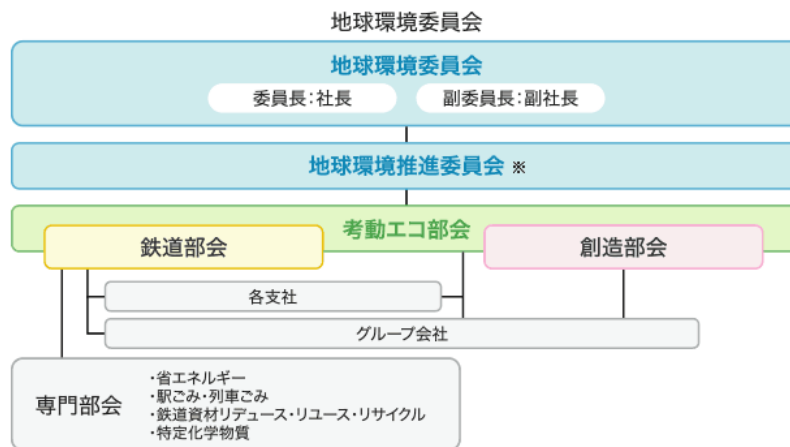 地球環境委員会
地球環境委員会
委員長：社長 副委員長：副社長
地球環境推進委員会 ※
考動エコ部会
鉄道部会 創造部会
各支社
グループ会社
専門部会
・省エネルギー
・駅ごみ・列車ごみ
・鉄道資材リデュース・リユース・リサイクル
・特定化学物質